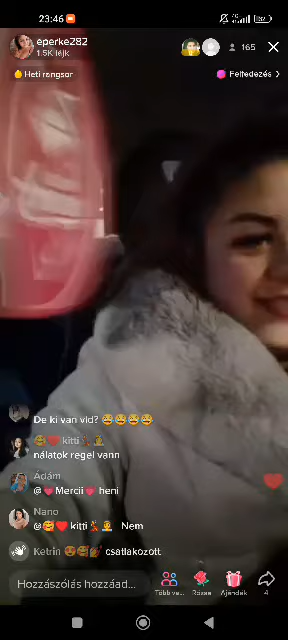 23:46
eperke282
1.5K lájk
165
Heti rangsor
Felfedezés
De ki van vid? 😂😂😂😂
🥰❤️kitti💃🧏‍♀️
nálatok regel vann
Ádám
@💗Mercii💗 heni
Nano
@🥰❤️kitti💃🧏‍♀️ Nem
Ketrin csatlakozott
Hozzászólás hozzáad...
Több ve...
Rózsa
Ajándék
4